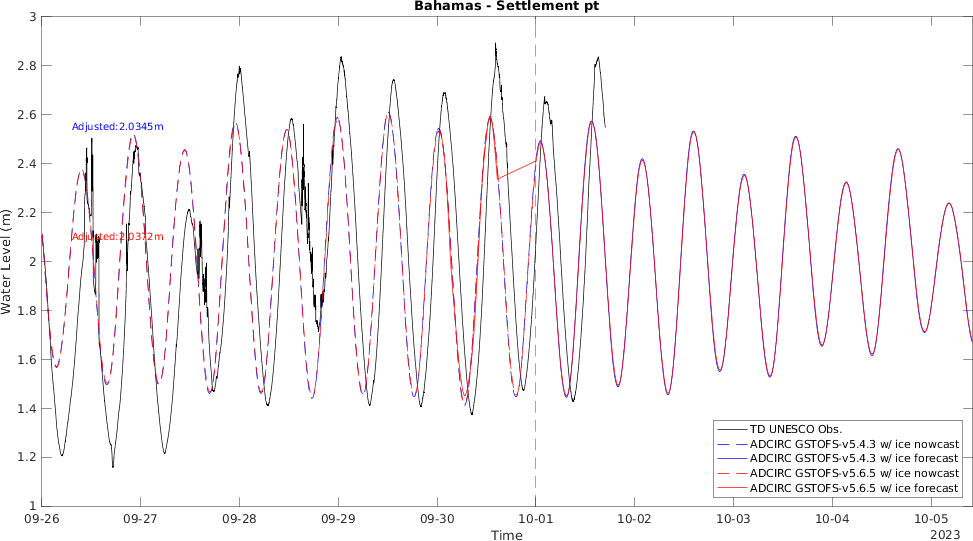 Bahamas - Settlement pt
3
2.8
2.6
2.4
2.2
2
1.8
1.6
1.4
1.2
1
Water Level (m)
Adjusted:2.0345m
Adjusted:2.0372m
TD UNESCO Obs.
ADCIRC GSTOFS-v5.4.3 w/ ice nowcast
ADCIRC GSTOFS-v5.4.3 w/ ice forecast
ADCIRC GSTOFS-v5.6.5 w/ ice nowcast
ADCIRC GSTOFS-v5.6.5 w/ ice forecast
09-26 09-27 09-28 09-29 09-30 10-01 10-02 10-03 10-04 10-05
Time
2023